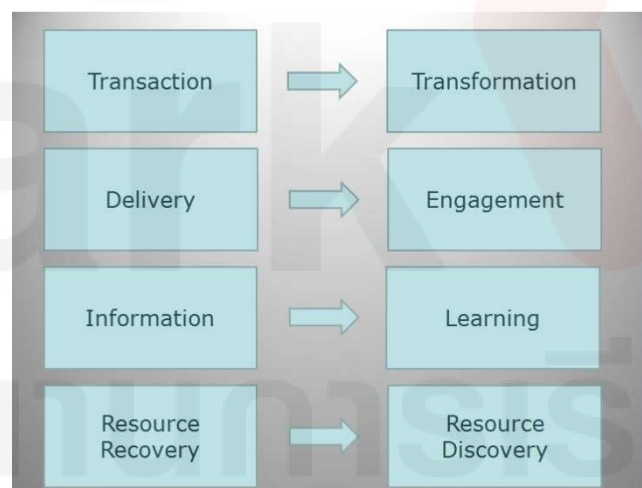 Transaction
Transformation
Delivery
Engagement
Information
Learning
Resource
Recovery
Resource
Discovery